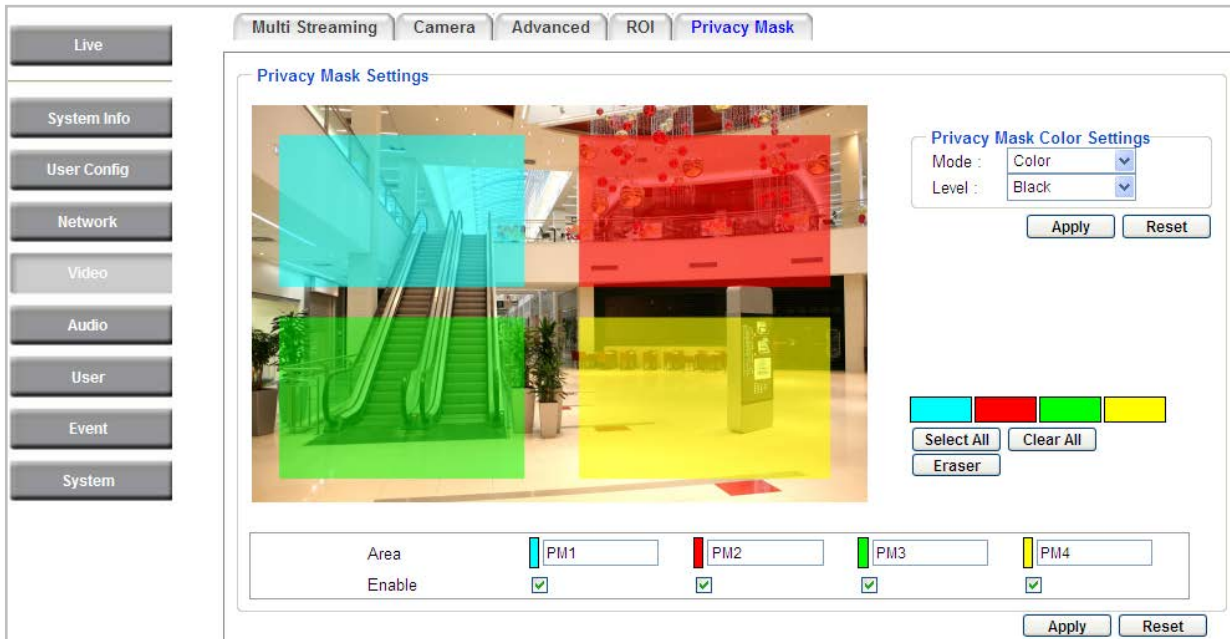 Multi Streaming Camera Advanced ROI Privacy Mask
Live
System Info
User Config
Network
Video
Audio
User
Event
System
Privacy Mask Settings
Privacy Mask Color Settings
Mode : Color
Level : Black
Apply Reset
Select All Clear All
Eraser
Area PM1 PM2 PM3 PM4
Enable
Apply Reset